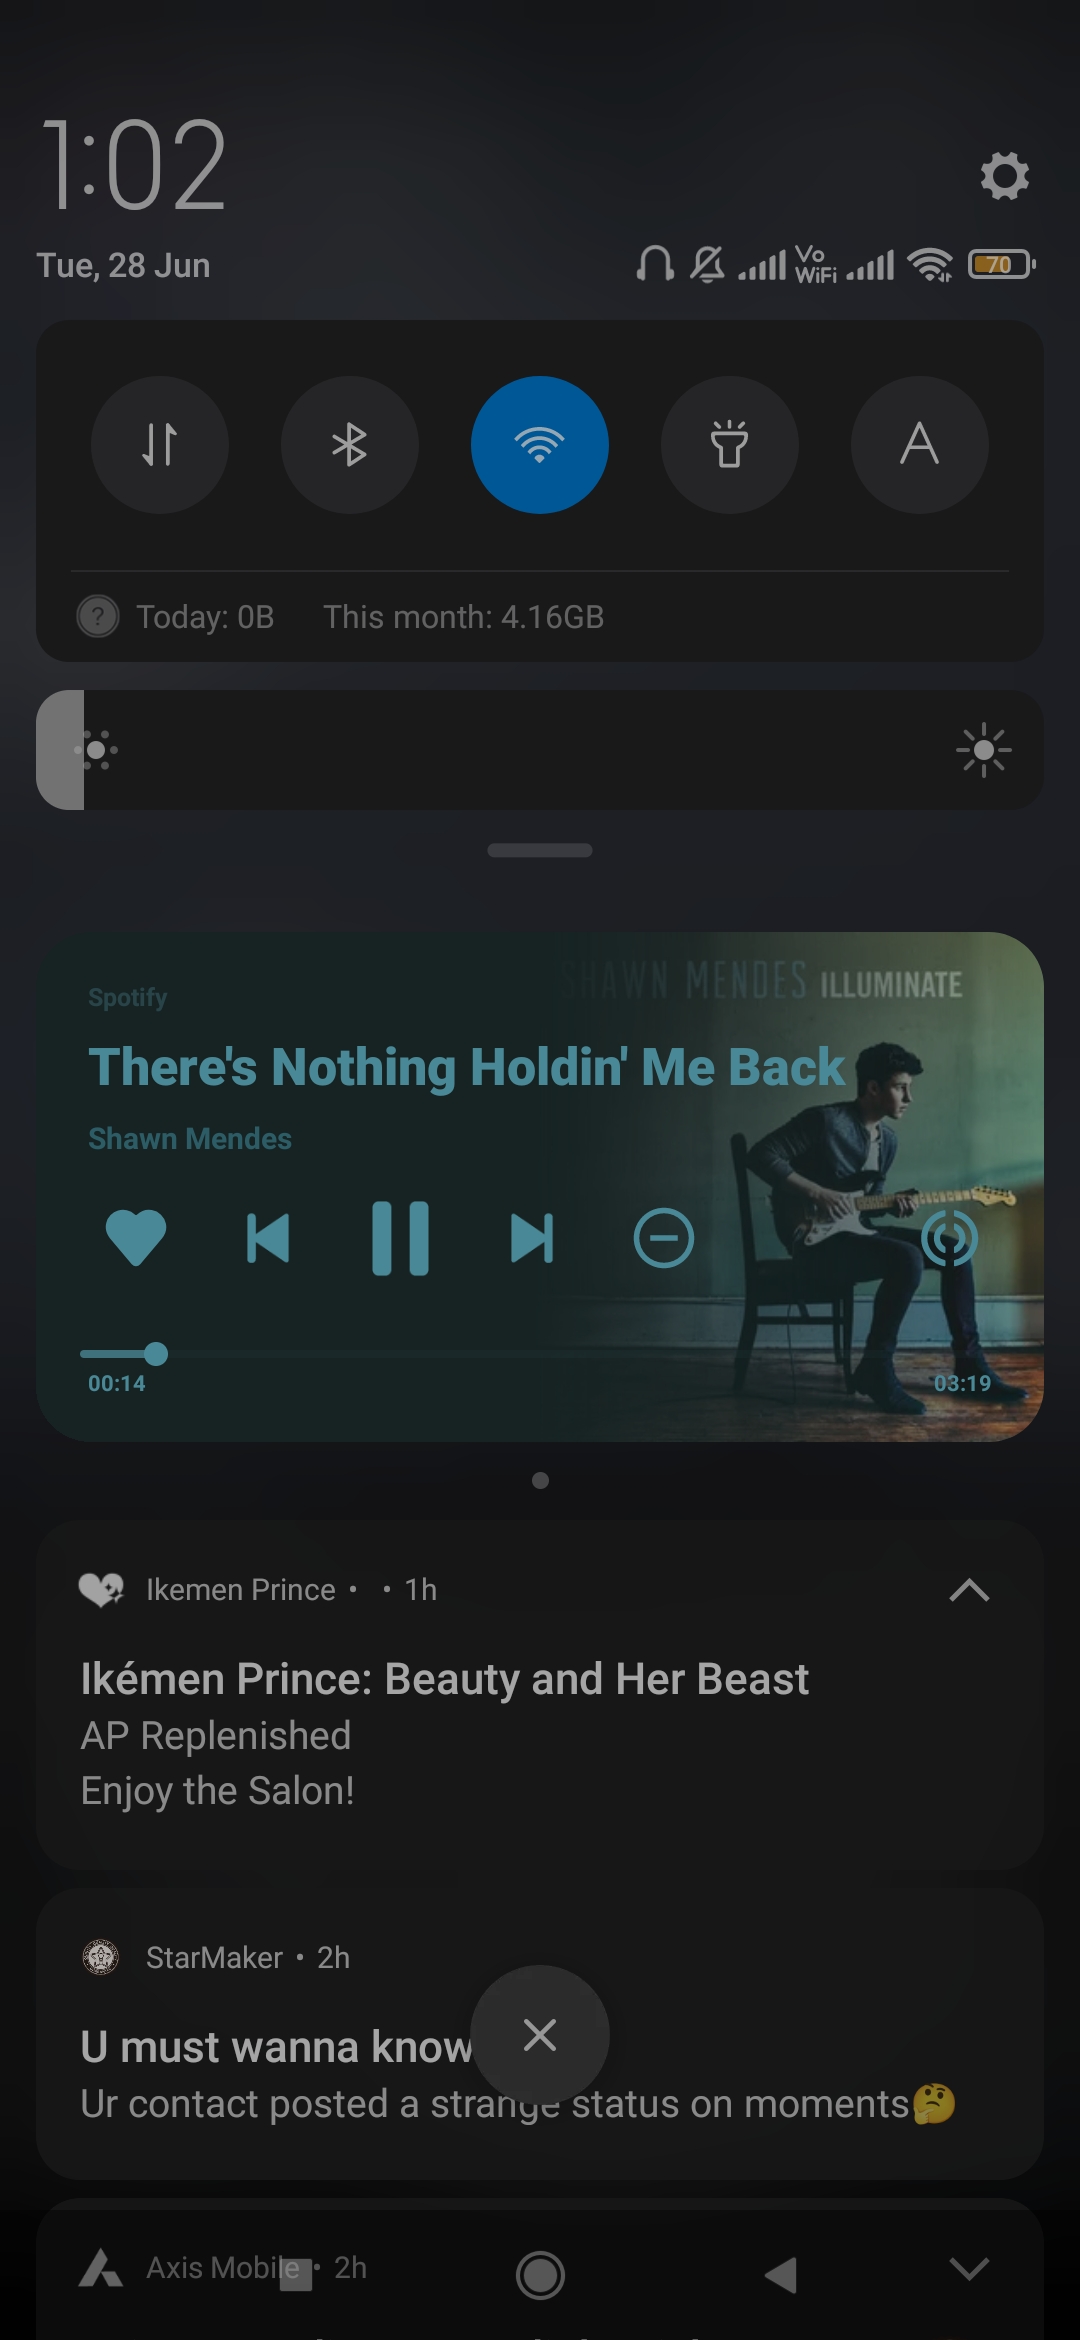 1:02
Tue, 28 Jun
Vo
WiFi
70
A
? Today: 0B This month: 4.16GB
SHAWN MENDES ILLUMINATE
Spotify
There's Nothing Holdin' Me Back
Shawn Mendes
00:14
03:19
Ikemen Prince • • 1h
Ikémen Prince: Beauty and Her Beast
AP Replenished
Enjoy the Salon!
StarMaker • 2h
U must wanna know
Ur contact posted a strange status on moments🤔
Axis Mobile • 2h